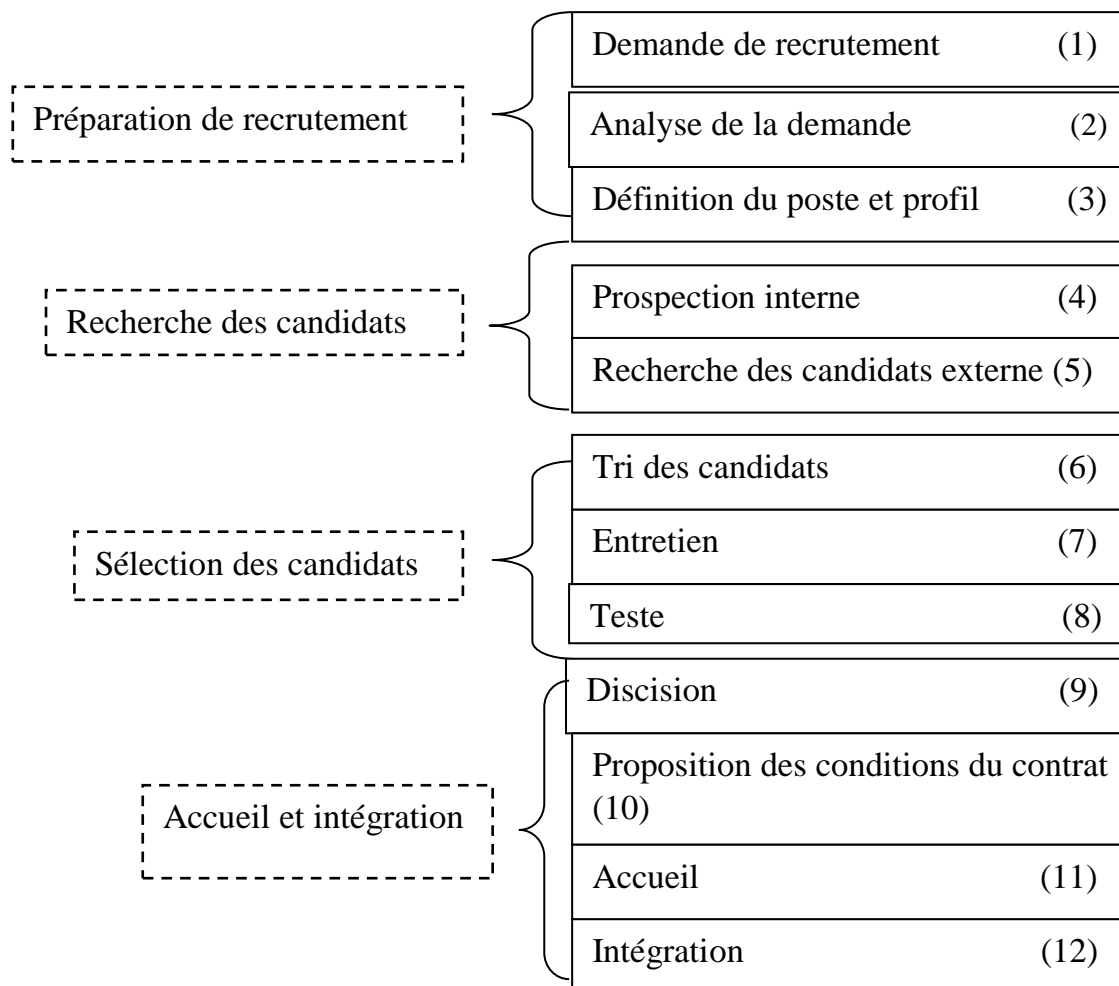 Préparation de recrutement
Demande de recrutement (1)
Analyse de la demande (2)
Définition du poste et profil (3)
Recherche des candidats
Prospection interne (4)
Recherche des candidats externe (5)
Sélection des candidats
Tri des candidats (6)
Entretien (7)
Teste (8)
Accueil et intégration
Discision (9)
Proposition des conditions du contrat
(10)
Accueil (11)
Intégration (12)